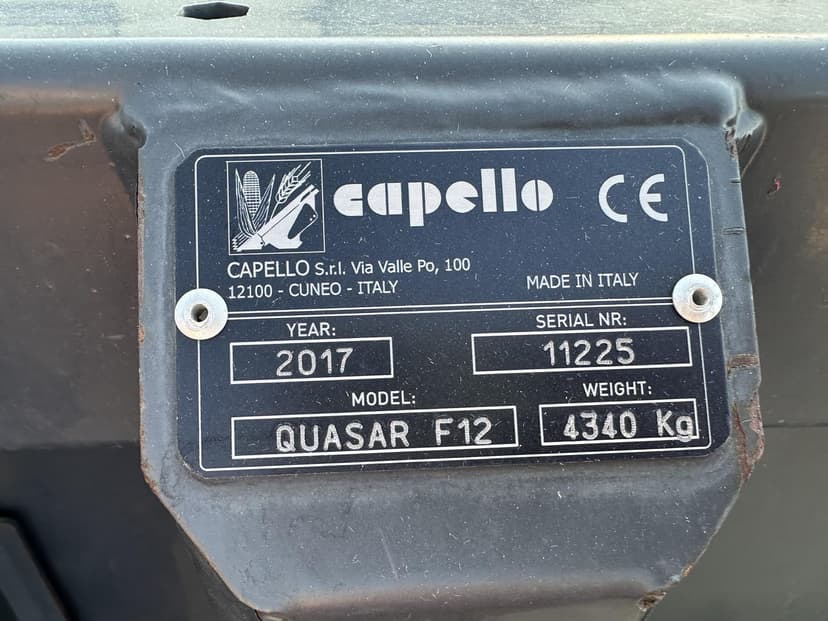 capello CE
CAPELLO S.r.l. Via Valle Po, 100
12100 - CUNEO - ITALY
MADE IN ITALY
YEAR:
2017
SERIAL NR:
11225
MODEL:
QUASAR F12
WEIGHT:
4340 Kg